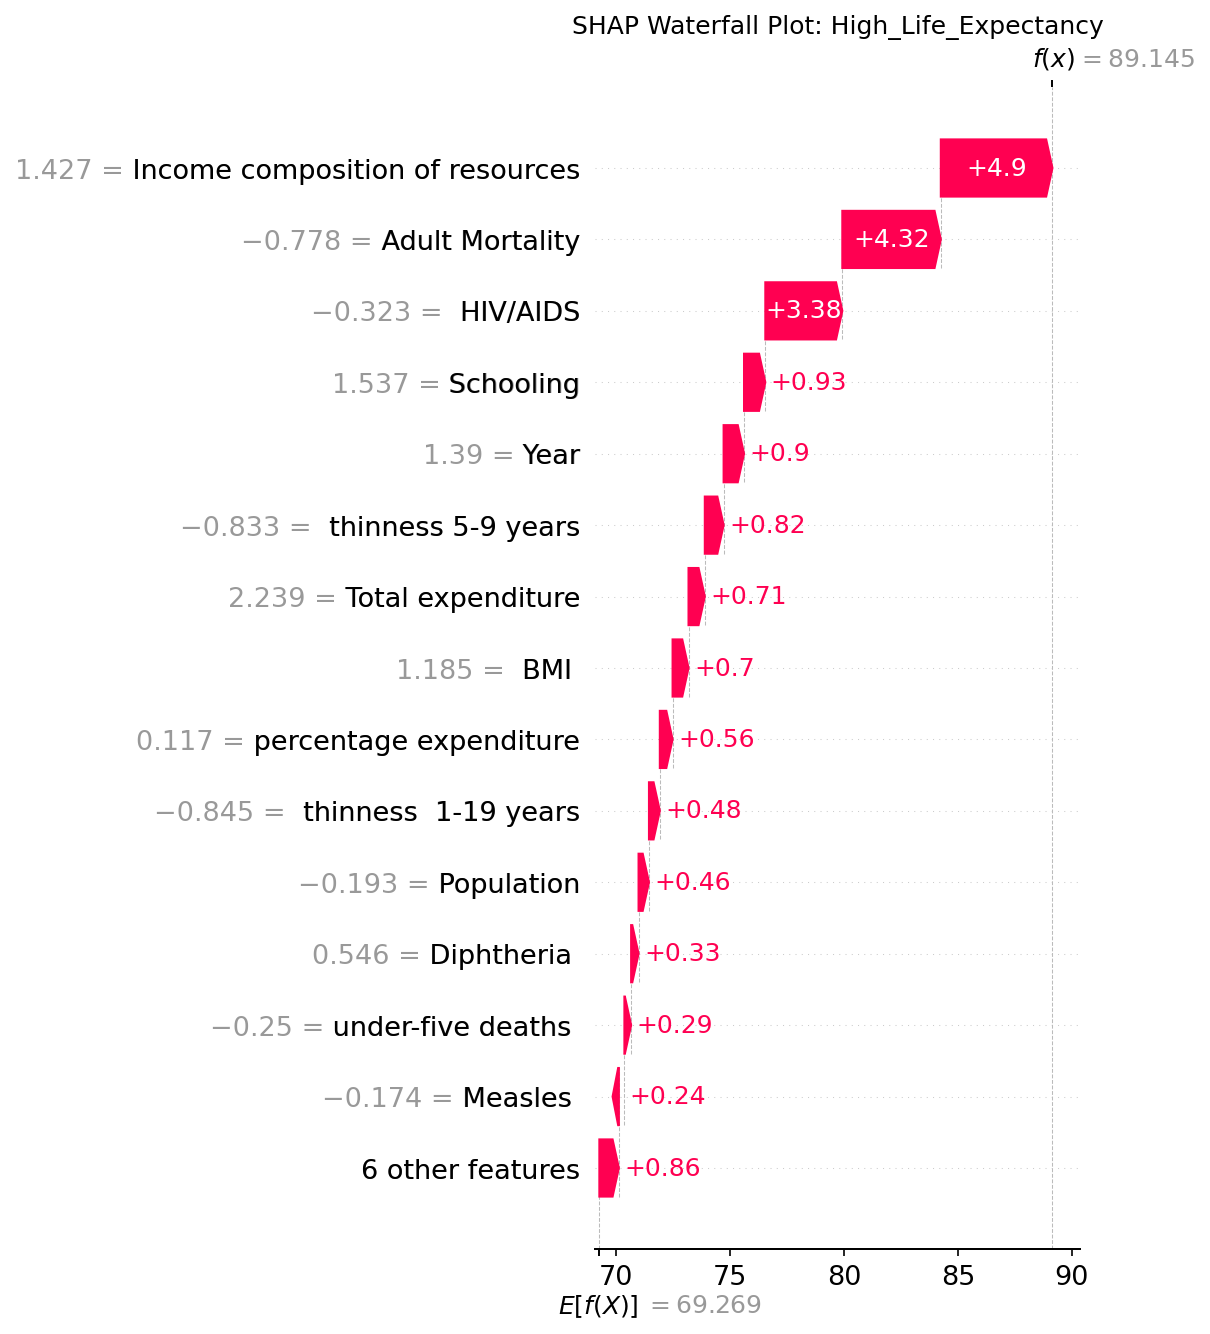 SHAP Waterfall Plot: High_Life_Expectancy
f(x) = 89.145
1.427 = Income composition of resources +4.9
−0.778 = Adult Mortality +4.32
−0.323 = HIV/AIDS +3.38
1.537 = Schooling +0.93
1.39 = Year +0.9
−0.833 = thinness 5-9 years +0.82
2.239 = Total expenditure +0.71
1.185 = BMI +0.7
0.117 = percentage expenditure +0.56
−0.845 = thinness 1-19 years +0.48
−0.193 = Population +0.46
0.546 = Diphtheria +0.33
−0.25 = under-five deaths +0.29
−0.174 = Measles +0.24
6 other features +0.86
70 75 80 85 90
E[f(X)] = 69.269